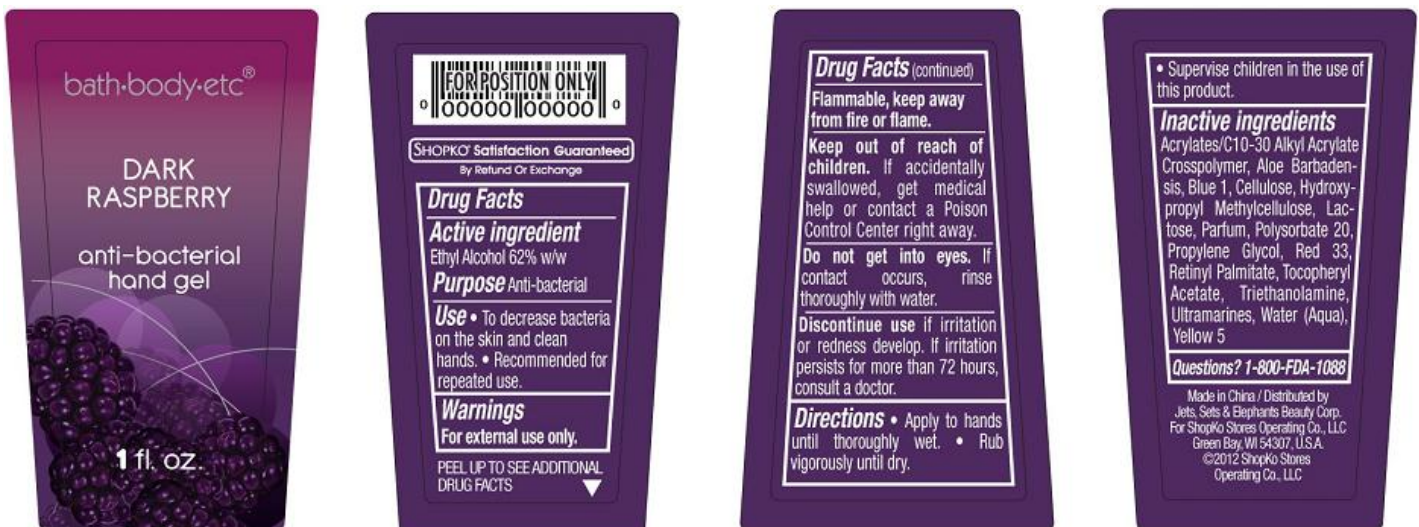 bath•body•etc®
DARK
RASPBERRY
anti-bacterial
hand gel
1 fl. oz.
FOR POSITION ONLY
0 00000 00000 0
SHOPKO® Satisfaction Guaranteed
By Refund Or Exchange
Drug Facts
Active ingredient
Ethyl Alcohol 62% w/w
Purpose Anti-bacterial
Use • To decrease bacteria
on the skin and clean
hands. • Recommended for
repeated use.
Warnings
For external use only.
PEEL UP TO SEE ADDITIONAL
DRUG FACTS ▼
Drug Facts (continued)
Flammable, keep away
from fire or flame.
Keep out of reach of
children. If accidentally
swallowed, get medical
help or contact a Poison
Control Center right away.
Do not get into eyes. If
contact occurs, rinse
thoroughly with water.
Discontinue use if irritation
or redness develop. If irritation
persists for more than 72 hours,
consult a doctor.
Directions • Apply to hands
until thoroughly wet. • Rub
vigorously until dry.
• Supervise children in the use of
this product.
Inactive ingredients
Acrylates/C10-30 Alkyl Acrylate
Crosspolymer, Aloe Barbaden-
sis, Blue 1, Cellulose, Hydroxy-
propyl Methylcellulose, Lac-
tose, Parfum, Polysorbate 20,
Propylene Glycol, Red 33,
Retinyl Palmitate, Tocopheryl
Acetate, Triethanolamine,
Ultramarines, Water (Aqua),
Yellow 5
Questions? 1-800-FDA-1088
Made in China / Distributed by
Jets, Sets & Elephants Beauty Corp.
For ShopKo Stores Operating Co., LLC
Green Bay, WI 54307, U.S.A.
©2012 ShopKo Stores
Operating Co., LLC